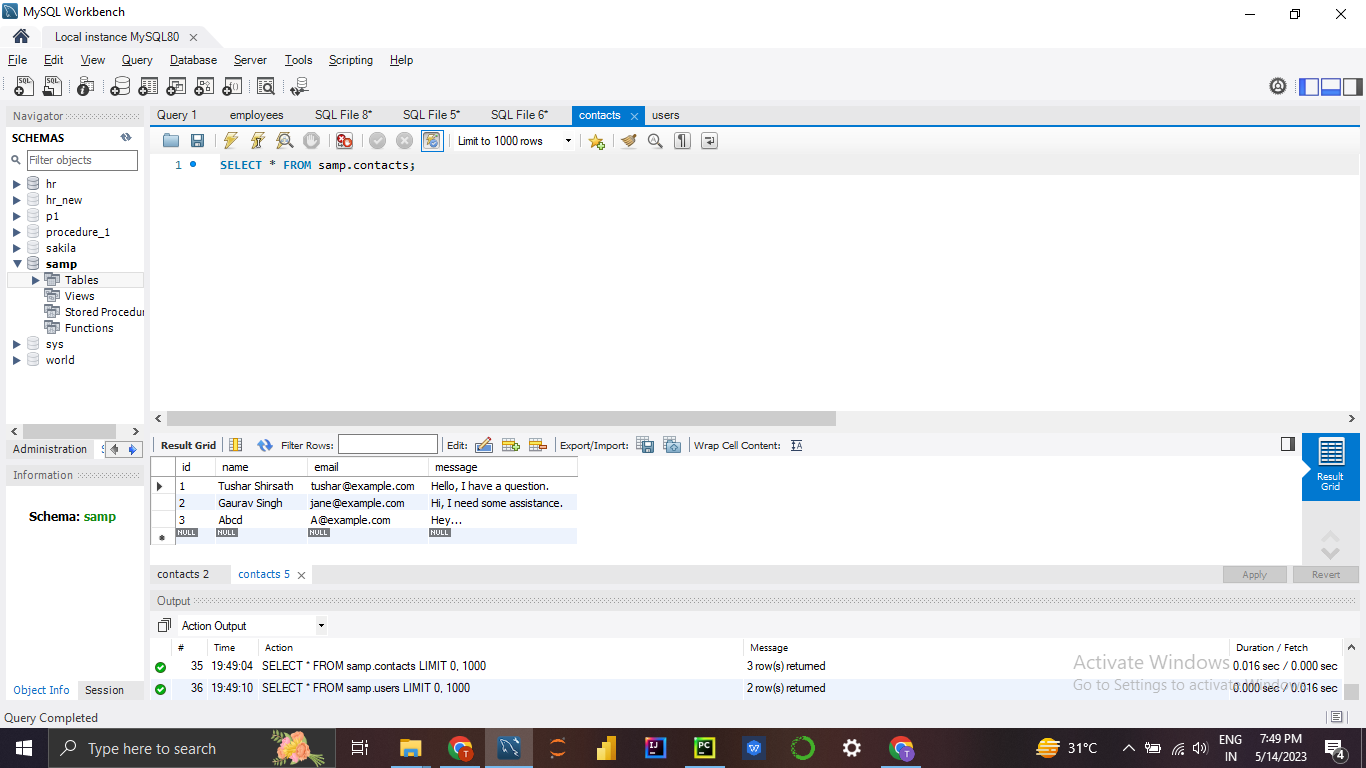 MySQL Workbench
Local instance MySQL80
File Edit View Query Database Server Tools Scripting Help
Navigator
SCHEMAS
Filter objects
hr
hr_new
p1
procedure_1
sakila
samp
Tables
Views
Stored Procedur
Functions
sys
world
Administration
Information
Schema: samp
Object Info Session
Query 1 employees SQL File 8* SQL File 5* SQL File 6* contacts users
Limit to 1000 rows
1 SELECT * FROM samp.contacts;
Result Grid Filter Rows: Edit: Export/Import: Wrap Cell Content:
id name email message
1 Tushar Shirsath tushar@example.com Hello, I have a question.
2 Gaurav Singh jane@example.com Hi, I need some assistance.
3 Abcd A@example.com Hey...
NULL NULL NULL NULL
Result
Grid
contacts 2 contacts 5 Apply Revert
Output
Action Output
# Time Action Message Duration / Fetch
35 19:49:04 SELECT * FROM samp.contacts LIMIT 0, 1000 3 row(s) returned 0.016 sec / 0.000 sec
36 19:49:10 SELECT * FROM samp.users LIMIT 0, 1000 2 row(s) returned 0.000 sec / 0.016 sec
Activate Windows
Go to Settings to activate Windows.
Query Completed
Type here to search
31°C
ENG
IN
7:49 PM
5/14/2023
4